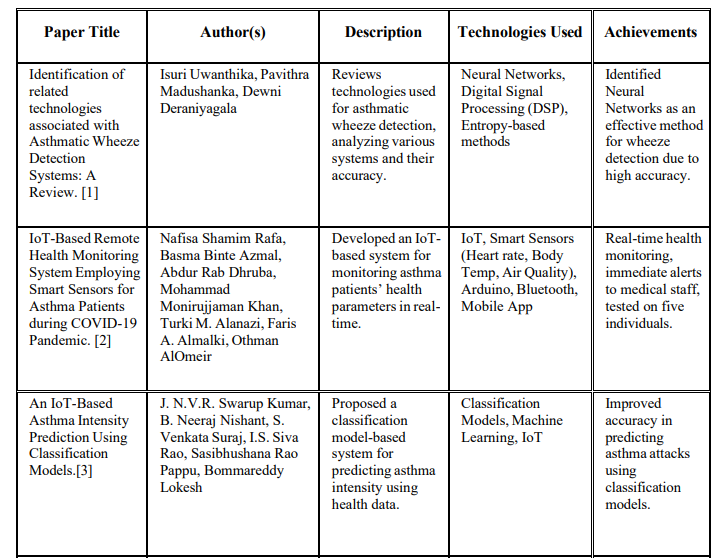 Paper Title
Author(s)
Description
Technologies Used
Achievements
Identification of
related
technologies
associated with
Asthmatic Wheeze
Detection
Systems: A
Review. [1]
Isuri Uwanthika, Pavithra
Madushanka, Dewni
Deraniyagala
Reviews
technologies used
for asthmatic
wheeze detection,
analyzing various
systems and their
accuracy.
Neural Networks,
Digital Signal
Processing (DSP),
Entropy-based
methods
Identified
Neural
Networks as an
effective method
for wheeze
detection due to
high accuracy.
IoT-Based Remote
Health Monitoring
System Employing
Smart Sensors for
Asthma Patients
during COVID-19
Pandemic. [2]
Nafisa Shamim Rafa,
Basma Binte Azmal,
Abdur Rab Dhruba,
Mohammad
Monirujjaman Khan,
Turki M. Alanazi, Faris
A. Almalki, Othman
AlOmeir
Developed an IoT-
based system for
monitoring asthma
patients’ health
parameters in real-
time.
IoT, Smart Sensors
(Heart rate, Body
Temp, Air Quality),
Arduino, Bluetooth,
Mobile App
Real-time health
monitoring,
immediate alerts
to medical staff,
tested on five
individuals.
An IoT-Based
Asthma Intensity
Prediction Using
Classification
Models.[3]
J. N.V.R. Swarup Kumar,
B. Neeraj Nishant, S.
Venkata Suraj, I.S. Siva
Rao, Sasibhushana Rao
Pappu, Bommareddy
Lokesh
Proposed a
classification
model-based
system for
predicting asthma
intensity using
health data.
Classification
Models, Machine
Learning, IoT
Improved
accuracy in
predicting
asthma attacks
using
classification
models.